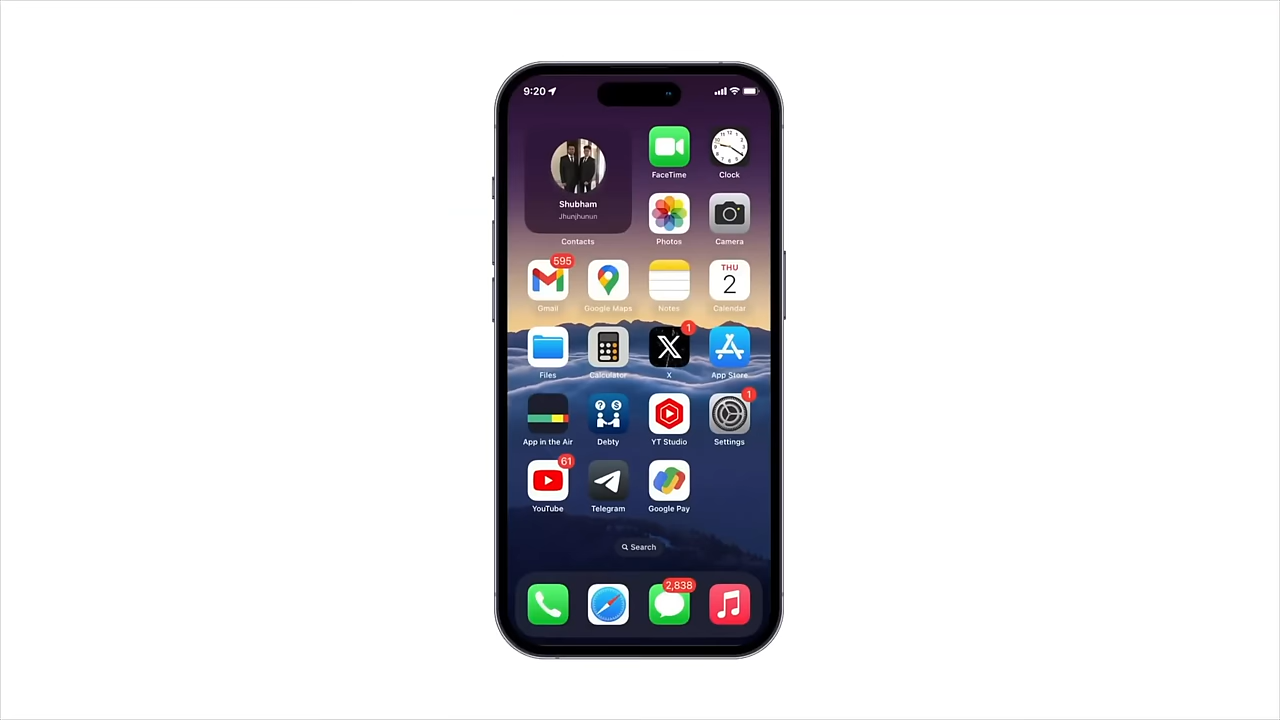 9:20
FaceTime
Clock
Shubham
Jhunjhunun
Contacts
Photos
Camera
595
THU
2
Gmail
Google Maps
Notes
Calendar
1
Files
Calculator
X
App Store
1
App in the Air
Debty
YT Studio
Settings
61
YouTube
Telegram
Google Pay
Search
2,838